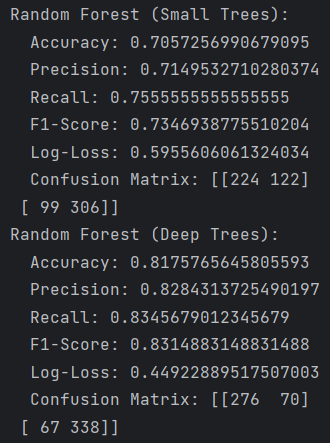 Random Forest (Small Trees):
Accuracy: 0.7057256990679095
Precision: 0.7149532710280374
Recall: 0.7555555555555555
F1-Score: 0.7346938775510204
Log-Loss: 0.5955606061324034
Confusion Matrix: [[224 122]
[ 99 306]]
Random Forest (Deep Trees):
Accuracy: 0.8175765645805593
Precision: 0.8284313725490197
Recall: 0.8345679012345679
F1-Score: 0.8314883148831488
Log-Loss: 0.44922889517507003
Confusion Matrix: [[276  70]
[ 67 338]]